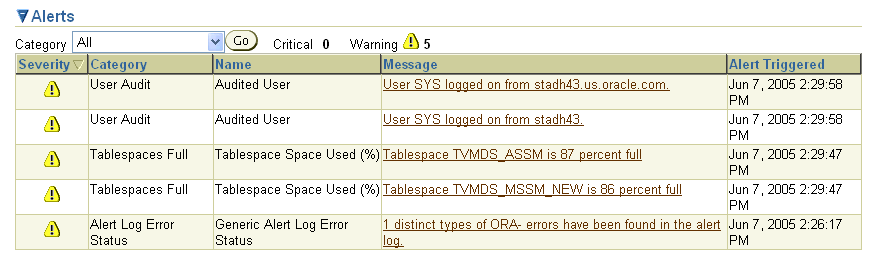 Alerts
Category All Go Critical 0 Warning 5
Severity Category Name Message Alert Triggered
User Audit Audited User User SYS logged on from stadh43.us.oracle.com. Jun 7, 2005 2:29:58 PM
User Audit Audited User User SYS logged on from stadh43. Jun 7, 2005 2:29:58 PM
Tablespaces Full Tablespace Space Used (%) Tablespace TVMDS_ASSM is 87 percent full Jun 7, 2005 2:29:47 PM
Tablespaces Full Tablespace Space Used (%) Tablespace TVMDS_MSSM_NEW is 86 percent full Jun 7, 2005 2:29:47 PM
Alert Log Error Status Generic Alert Log Error Status 1 distinct types of ORA- errors have been found in the alert log. Jun 7, 2005 2:26:17 PM